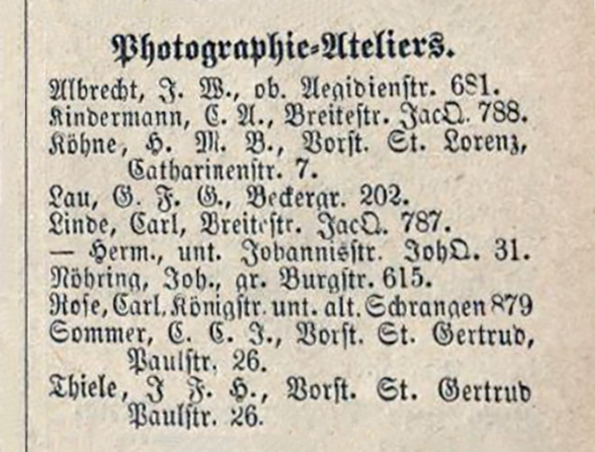 Photographie-Ateliers.
Albrecht, J. W., ob. Aegidienstr. 681.
Kindermann, C. A., Breitestr. JacQ. 788.
Köhne, H. M. B., Vorst. St. Lorenz,
Catharinenstr. 7.
Lau, G. F. G., Beckergr. 202.
Linde, Carl, Breitestr. JacQ. 787.
— Herm., unt. Johannisstr. JohQ. 31.
Nöhring, Joh., gr. Burgstr. 615.
Rose, Carl, Königstr. unt. alt. Schrangen 879
Sommer, C. C. J., Vorst. St. Gertrud,
Paulstr. 26.
Thiele, J F. H., Vorst. St. Gertrud
Paulstr. 26.